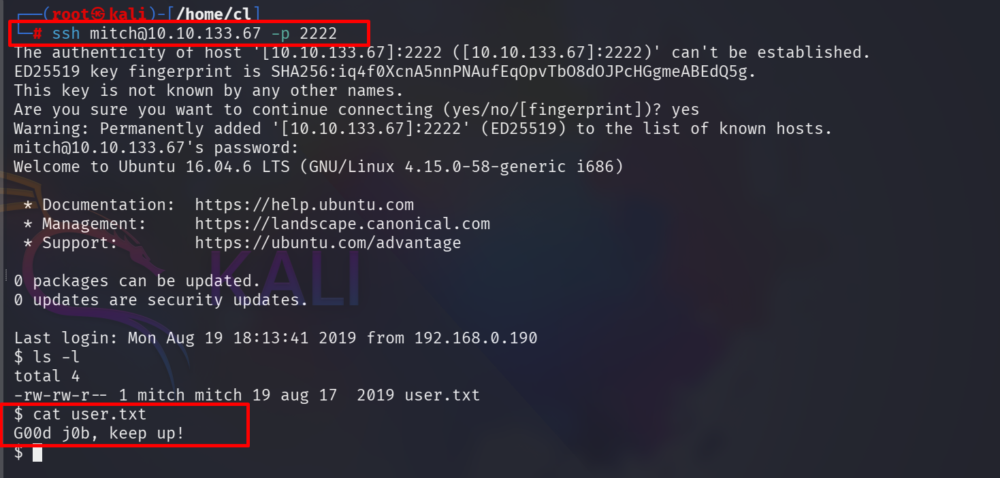 ┌──(root㉿kali)-[/home/cl]
└─# ssh mitch@10.10.133.67 -p 2222
The authenticity of host '[10.10.133.67]:2222 ([10.10.133.67]:2222)' can't be established.
ED25519 key fingerprint is SHA256:iq4f0XcnA5nnPNAufEqOpvTbO8dOJPcHGgmeABEdQ5g.
This key is not known by any other names.
Are you sure you want to continue connecting (yes/no/[fingerprint])? yes
Warning: Permanently added '[10.10.133.67]:2222' (ED25519) to the list of known hosts.
mitch@10.10.133.67's password:
Welcome to Ubuntu 16.04.6 LTS (GNU/Linux 4.15.0-58-generic i686)
* Documentation:  https://help.ubuntu.com
* Management:     https://landscape.canonical.com
* Support:        https://ubuntu.com/advantage
KALI
0 packages can be updated.
0 updates are security updates.
Last login: Mon Aug 19 18:13:41 2019 from 192.168.0.190
$ ls -l
total 4
-rw-rw-r-- 1 mitch mitch 19 aug 17  2019 user.txt
$ cat user.txt
G00d j0b, keep up!
$